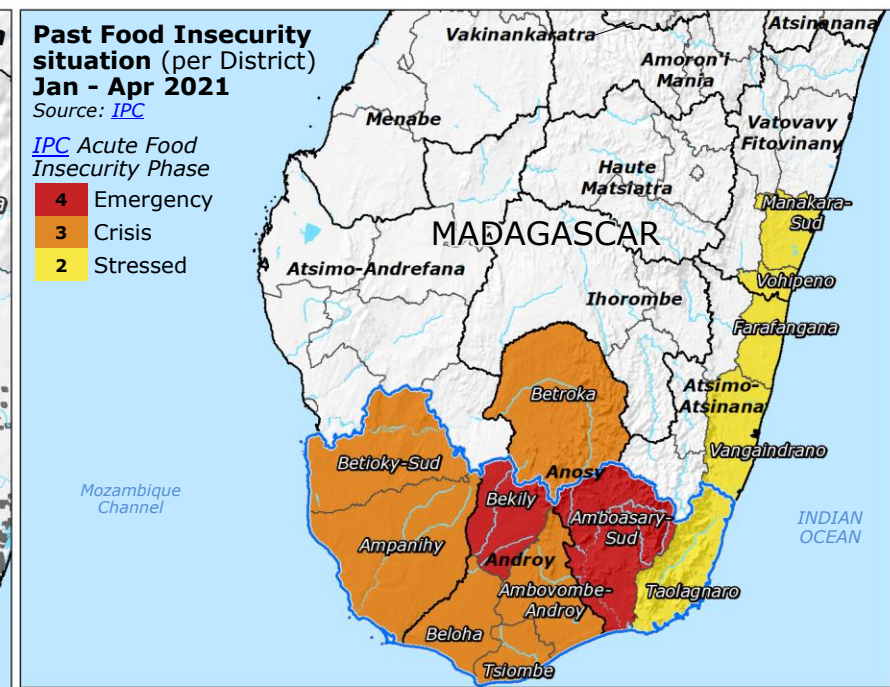 Past Food Insecurity
situation (per District)
Jan - Apr 2021
Source: IPC
IPC Acute Food
Insecurity Phase
4 Emergency
3 Crisis
2 Stressed
Vakinankaratra
Atsinanana
Amoron'i
Mania
Menabe
Vatovavy
Fitovinany
Haute
Matsiatra
Manakara-
Sud
MADAGASCAR
Atsimo-Andrefana
Vohipeno
Ihorombe
Farafangana
Atsimo-
Atsinana
Betroka
Vangaindrano
Betioky-Sud
Anosy
Mozambique
Channel
Bekily
Amboasary-
Sud
INDIAN
OCEAN
Ampanihy
Androy
Ambovombe-
Androy
Taolagnaro
Beloha
Tsiombe